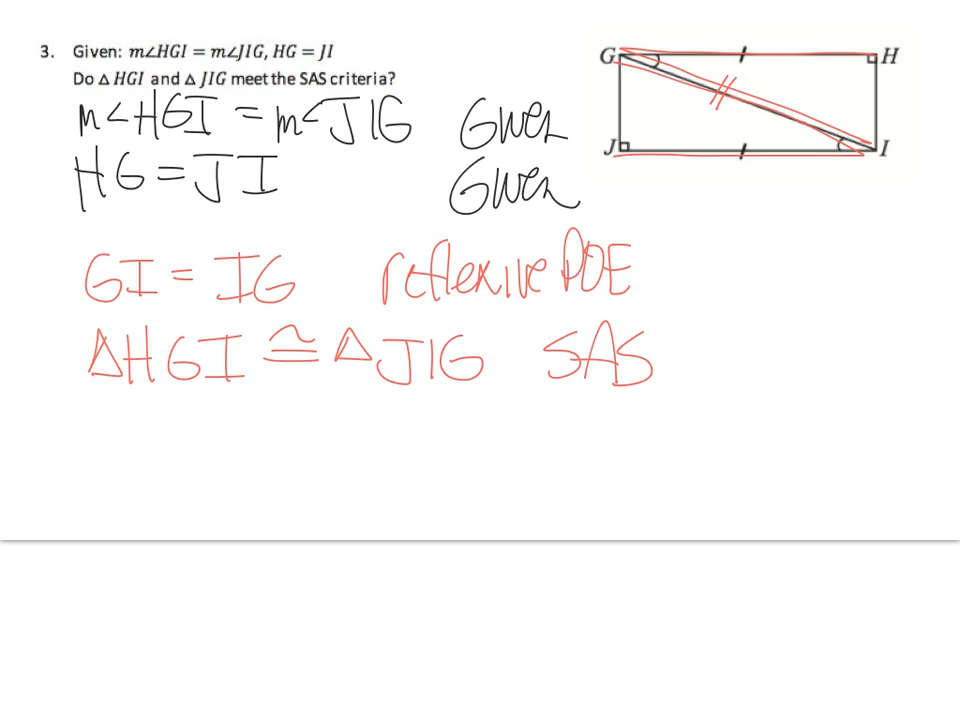 3. Given: m∠HGI = m∠JIG, HG = JI
Do △ HGI and △ JIG meet the SAS criteria?
m∠HGI = m∠JIG Given
HG = JI Given
GI = IG reflexive POE
△HGI ≅ △JIG SAS
G H
J I